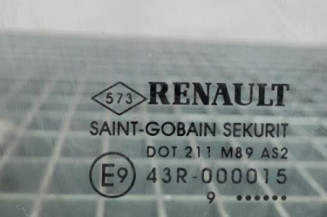 573 RENAULT
SAINT-GOBAIN SEKURIT
DOT 211 M89 AS2
E9 43R-000015
9 ••••••